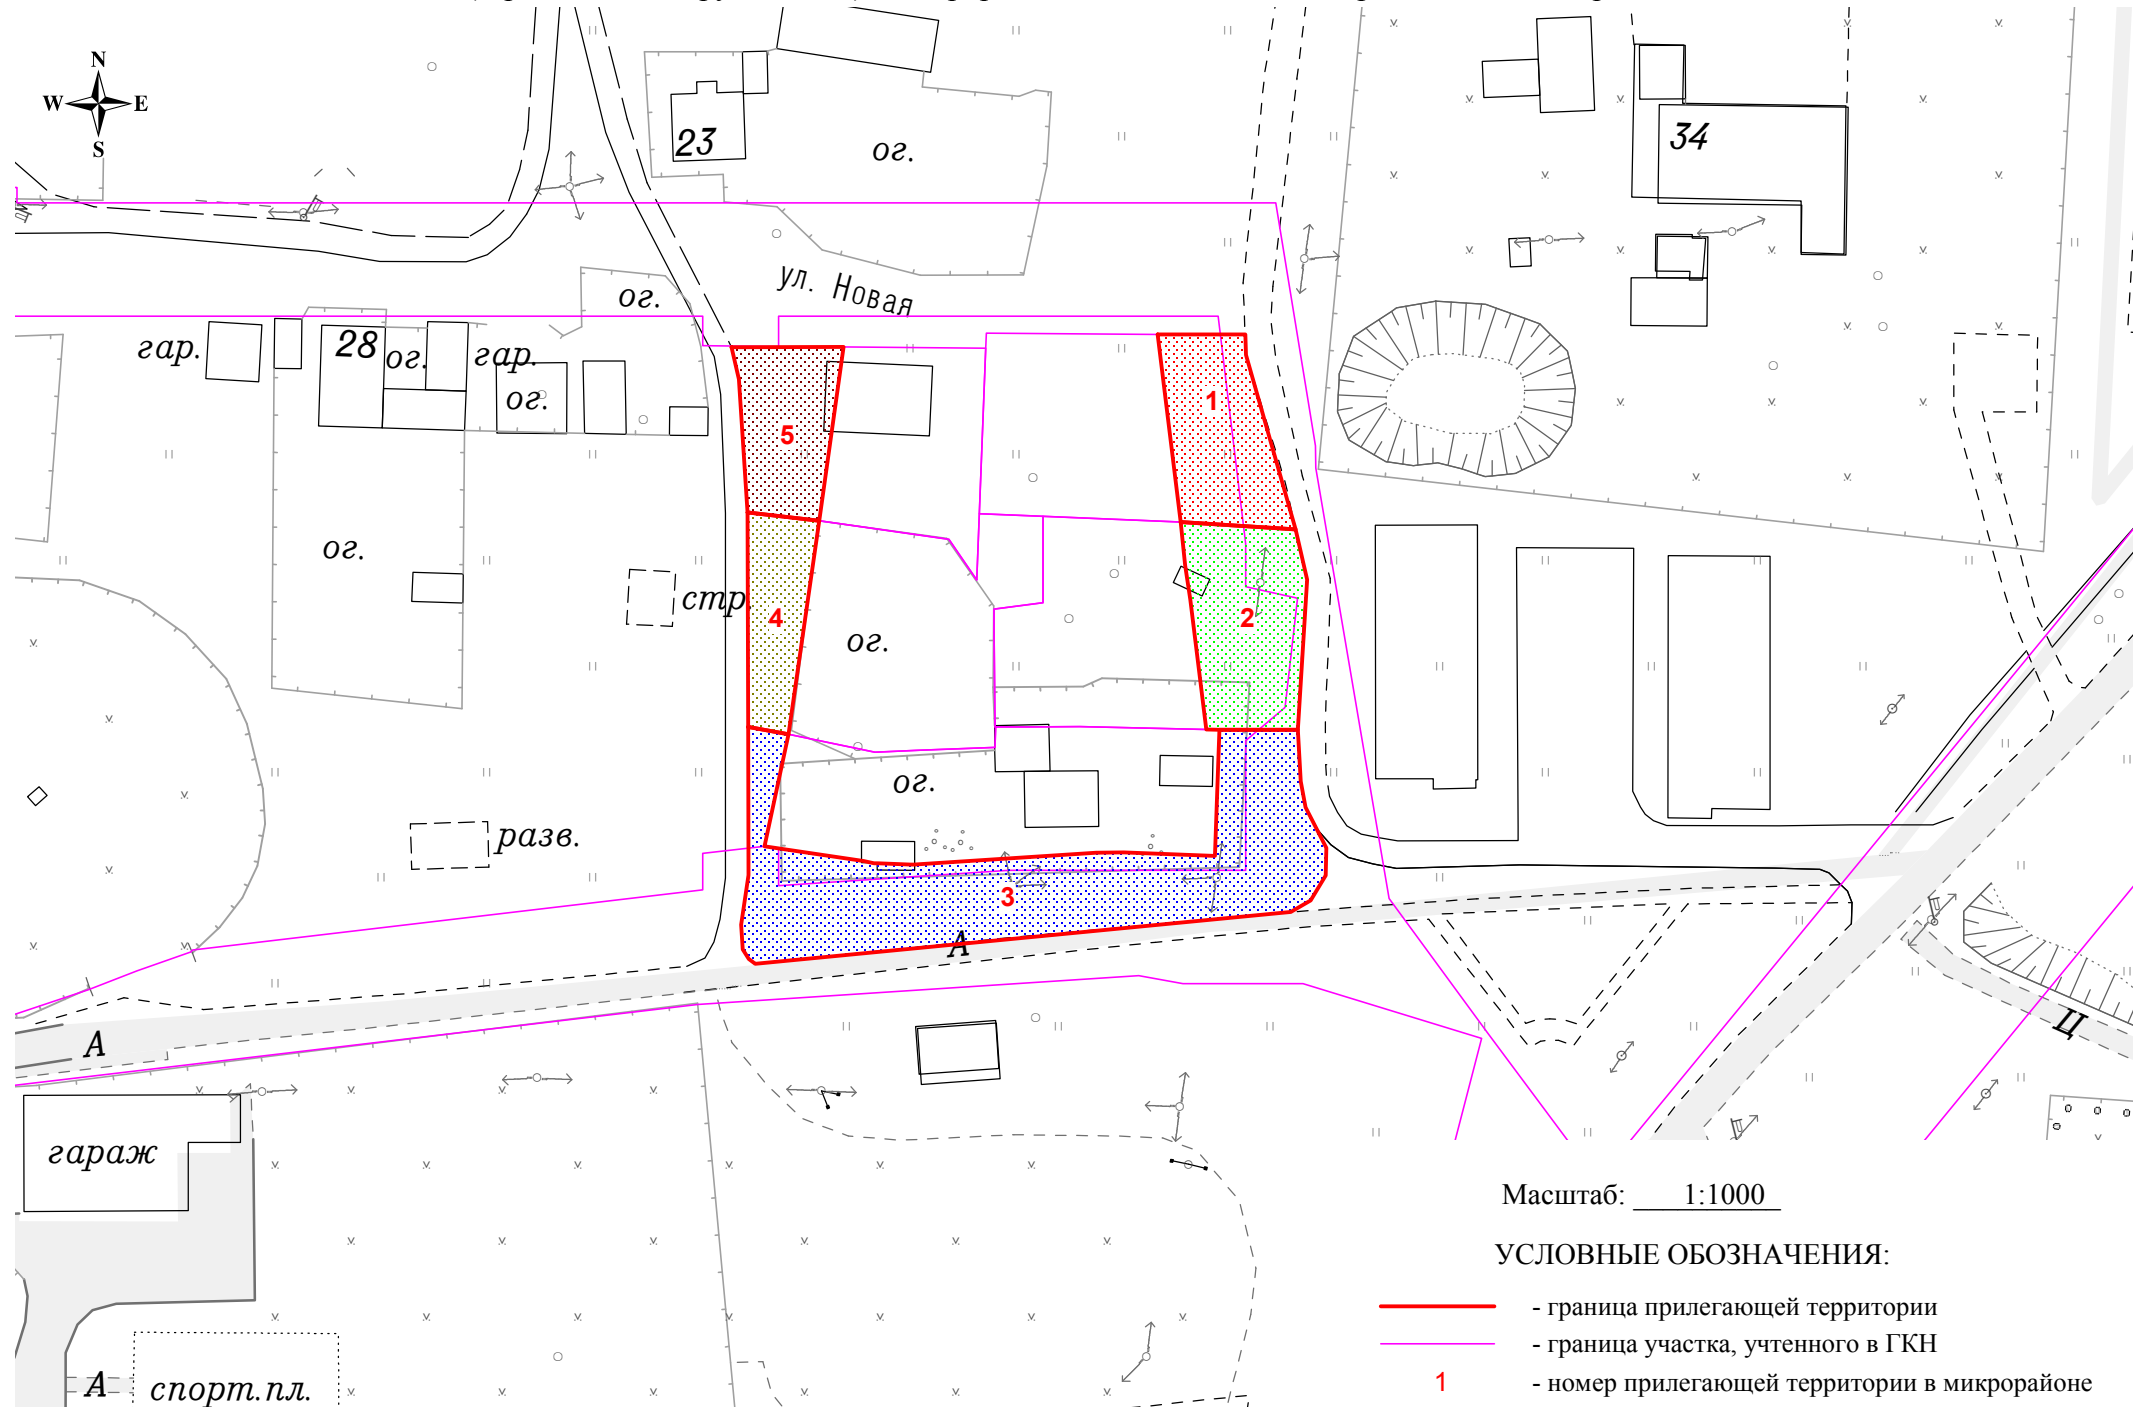 N
W E
S
23
ог.
34
ул. Новая
ог.
гар.
28
ог.
гар.
ог.
1
5
ог.
стр.
4
2
ог.
ог.
разв.
3
А
А
Ц
гараж
Масштаб: 1:1000
УСЛОВНЫЕ ОБОЗНАЧЕНИЯ:
- граница прилегающей территории
- граница участка, учтенного в ГКН
1 - номер прилегающей территории в микрорайоне
А
спорт.пл.